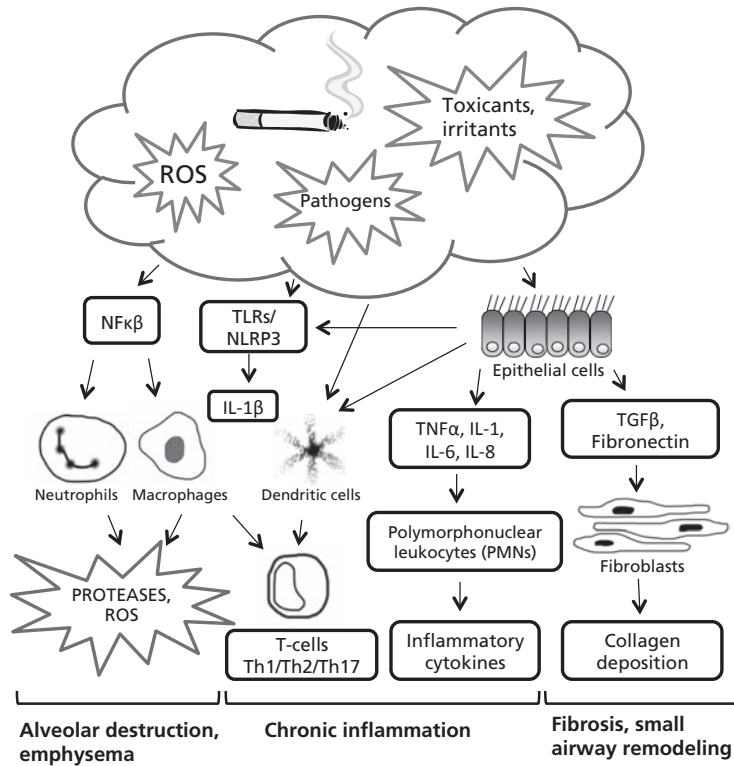 Toxicants,
irritants
ROS
Pathogens
NFκβ
TLRs/
NLRP3
Epithelial cells
IL-1β
TNFα, IL-1,
IL-6, IL-8
TGFβ,
Fibronectin
Neutrophils
Macrophages
Dendritic cells
Polymorphonuclear
leukocytes (PMNs)
Fibroblasts
PROTEASES,
ROS
T-cells
Th1/Th2/Th17
Inflammatory
cytokines
Collagen
deposition
Alveolar destruction,
emphysema
Chronic inflammation
Fibrosis, small
airway remodeling